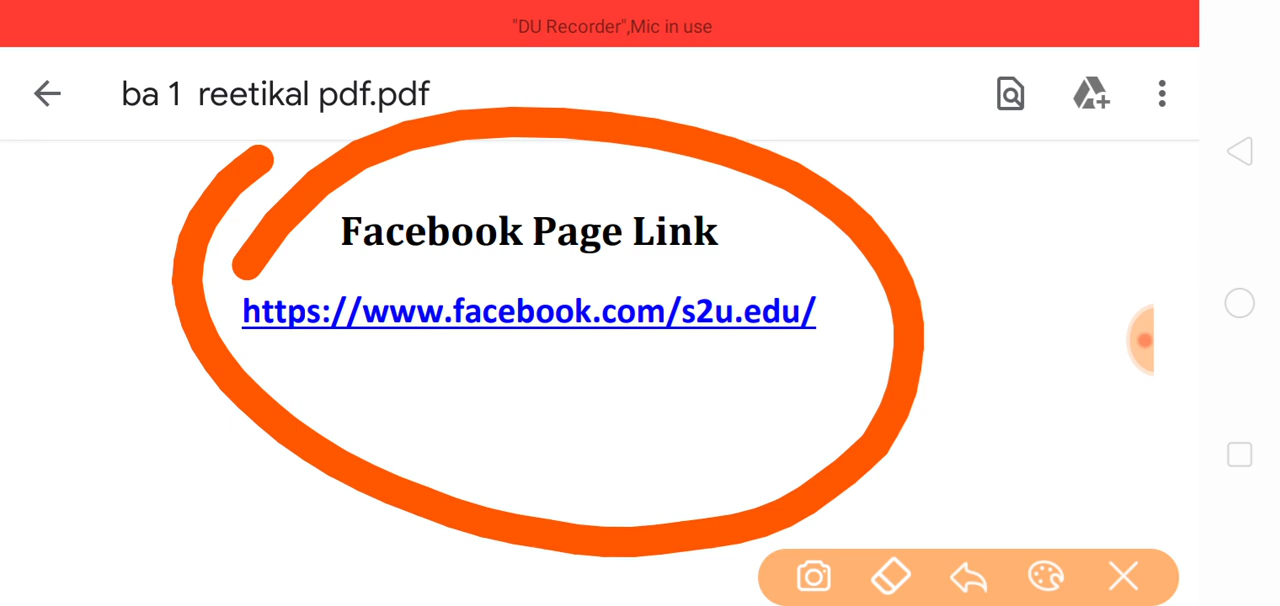 "DU Recorder",Mic in use
ba 1 reetikal pdf.pdf
Facebook Page Link
https://www.facebook.com/s2u.edu/